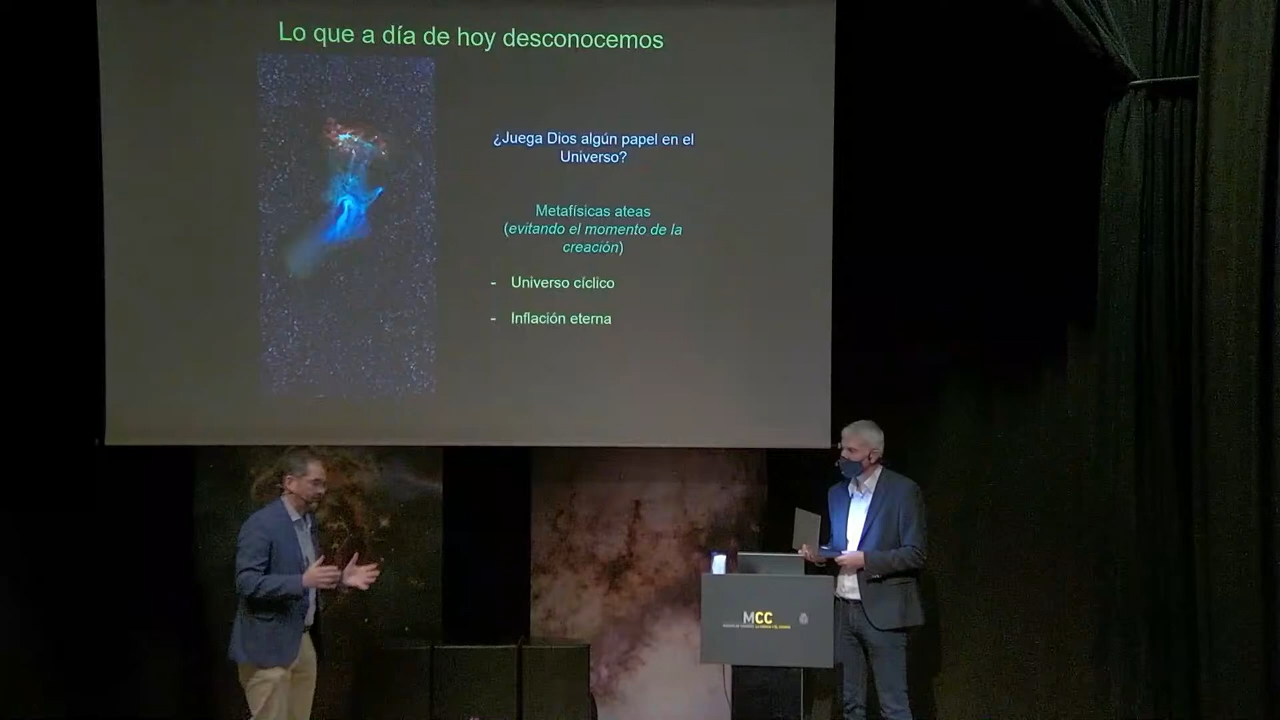 Lo que a día de hoy desconocemos
¿Juega Dios algún papel en el
Universo?
Metafísicas ateas
(evitando el momento de la
creación)
- Universo cíclico
- Inflación eterna
MCC